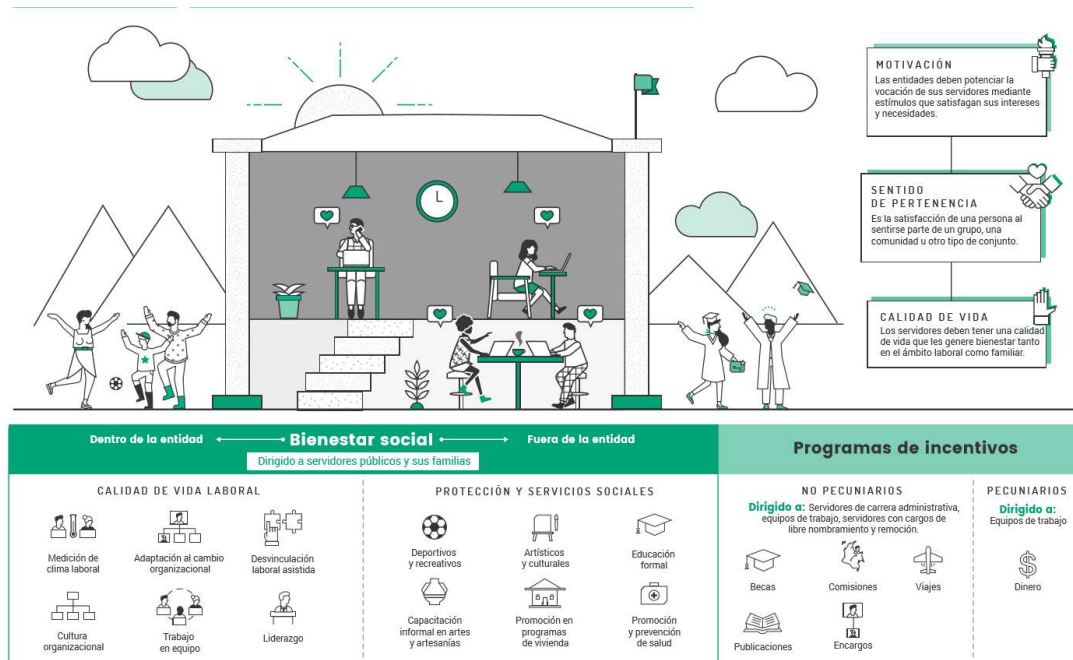 MOTIVACIÓN
Las entidades deben potenciar la
vocación de sus servidores mediante
estímulos que satisfagan sus intereses
y necesidades.
SENTIDO
DE PERTENENCIA
Es la satisfacción de una persona al
sentirse parte de un grupo, una
comunidad u otro tipo de conjunto.
CALIDAD DE VIDA
Los servidores deben tener una calidad
de vida que les genere bienestar tanto
en el ámbito laboral como familiar.
Dentro de la entidad
Bienestar social
Fuera de la entidad
Dirigido a servidores públicos y sus familias
CALIDAD DE VIDA LABORAL
Medición de
clima laboral
Adaptación al cambio
organizacional
Desvinculación
laboral asistida
Cultura
organizacional
Trabajo
en equipo
Liderazgo
PROTECCIÓN Y SERVICIOS SOCIALES
Deportivos
y recreativos
Artísticos
y culturales
Educación
formal
Capacitación
informal en artes
y artesanías
Promoción en
programas
de vivienda
Promoción
y prevención
de salud
Programas de incentivos
NO PECUNIARIOS
Dirigido a: Servidores de carrera administrativa,
equipos de trabajo, servidores con cargos de
libre nombramiento y remoción.
Becas
Comisiones
Viajes
Publicaciones
Encargos
PECUNIARIOS
Dirigido a:
Equipos de trabajo
Dinero